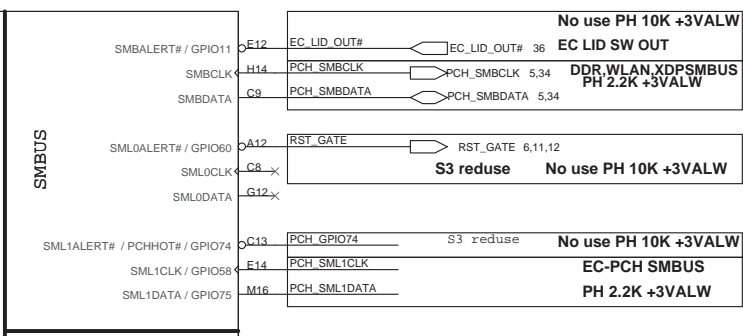 No use PH 10K +3VALW
SMBALERT# / GPIO11 E12 EC_LID_OUT# EC_LID_OUT# 36 EC LID SW OUT
SMBCLK H14 PCH_SMBCLK PCH_SMBCLK 5,34 DDR,WLAN,XDPSMBUS
PH 2.2K +3VALW
SMBDATA C9 PCH_SMBDATA PCH_SMBDATA 5,34
SMBUS
SML0ALERT# / GPIO60 A12 RST_GATE RST_GATE 6,11,12
SML0CLK C8 S3 reduse No use PH 10K +3VALW
SML0DATA G12
SML1ALERT# / PCHHOT# / GPIO74 C13 PCH_GPIO74 S3 reduse No use PH 10K +3VALW
SML1CLK / GPIO58 E14 PCH_SML1CLK EC-PCH SMBUS
SML1DATA / GPIO75 M16 PCH_SML1DATA PH 2.2K +3VALW